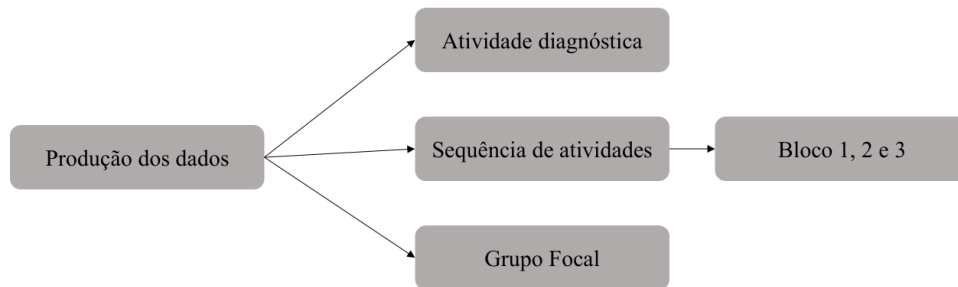 Atividade diagnóstica
Produção dos dados
Sequência de atividades
Bloco 1, 2 e 3
Grupo Focal